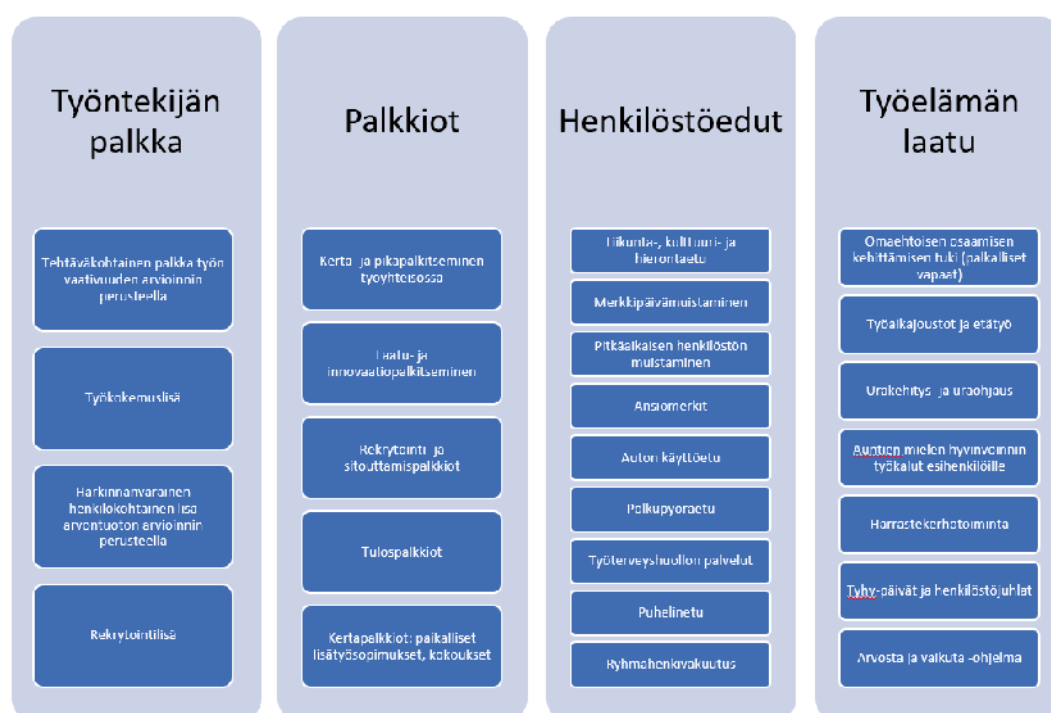 Työntekijän
palkka
Tehtäväkohtainen palkka työn
vaativuuden arvioinnin
perusteella
Työkokemuslisä
Harkinnanvarainen
henkilökohtainen lisä
arvontuoton arvioinnin
perusteella
Rekrytointilisä
Palkkiot
Kerta- ja pikapalkitseminen
työyhteisössä
Laatu- ja
innovaatiopalkitseminen
Rekrytointi- ja
sitouttamispalkkiot
Tulospalkkiot
Kertapalkkiot: paikalliset
lisätyösopimukset, kokoukset
Henkilöstöedut
Liikunta-, kulttuuri- ja
hierontaetu
Merkkipäivämuistaminen
Pitkäaikaisen henkilöstön
muistaminen
Ansiomerkit
Auton käyttöetu
Polkupyöräetu
Työterveyshuollon palvelut
Puhelinetu
Ryhmähenkivakuutus
Työelämän
laatu
Omaehtoisen osaamisen
kehittämisen tuki (palkalliset
vapaat)
Työaikajoustot ja etätyö
Urakehitys- ja uraohjaus
Auntien mielen hyvinvoinnin
työkalut esihenkilöille
Harrastekerhotoiminta
Tyhy-päivät ja henkilöstöjuhlat
Arvosta ja vaikuta -ohjelma